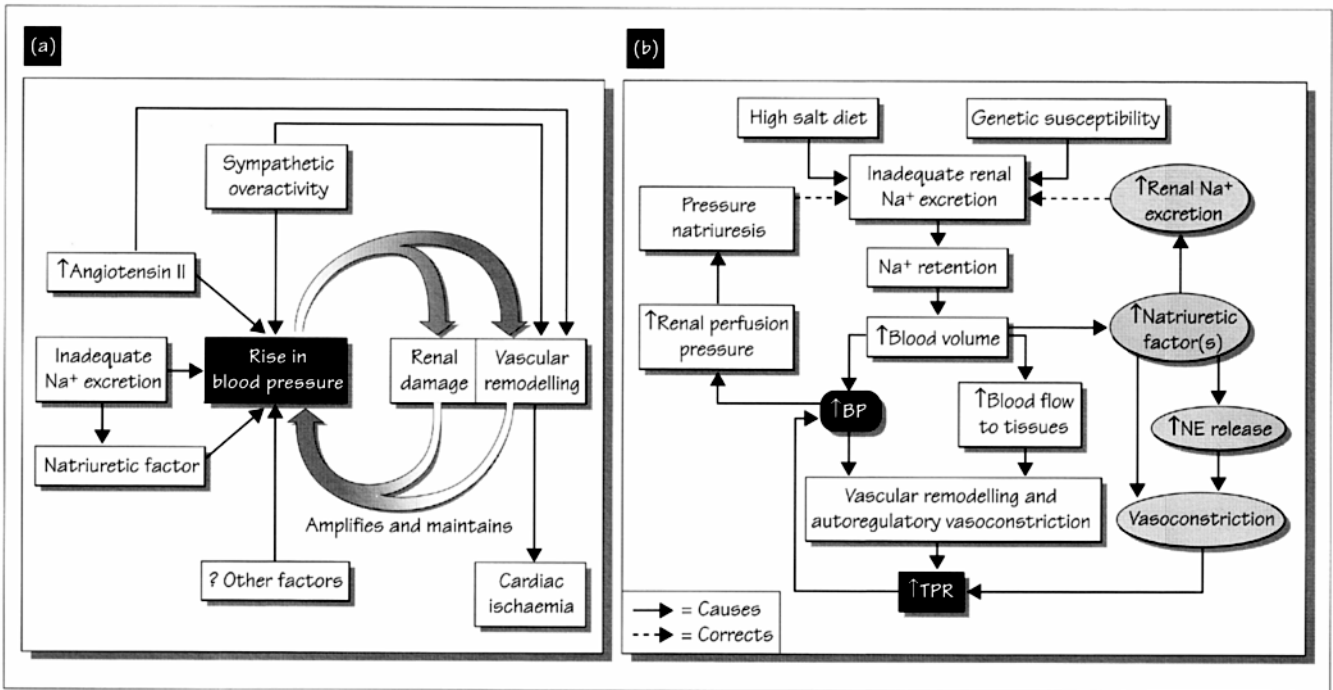 (a)
Sympathetic
overactivity
↑Angiotensin II
Inadequate
Na⁺ excretion
Rise in
blood pressure
Renal
damage
Vascular
remodelling
Natriuretic factor
Amplifies and maintains
? Other factors
Cardiac
ischaemia
(b)
High salt diet
Genetic susceptibility
Inadequate renal
Na⁺ excretion
↑Renal Na⁺
excretion
Pressure
natriuresis
Na⁺ retention
↑Renal perfusion
pressure
↑Blood volume
↑Natriuretic
factor(s)
↑BP
↑Blood flow
to tissues
↑NE release
Vascular remodelling and
autoregulatory vasoconstriction
Vasoconstriction
↑TPR
= Causes
= Corrects